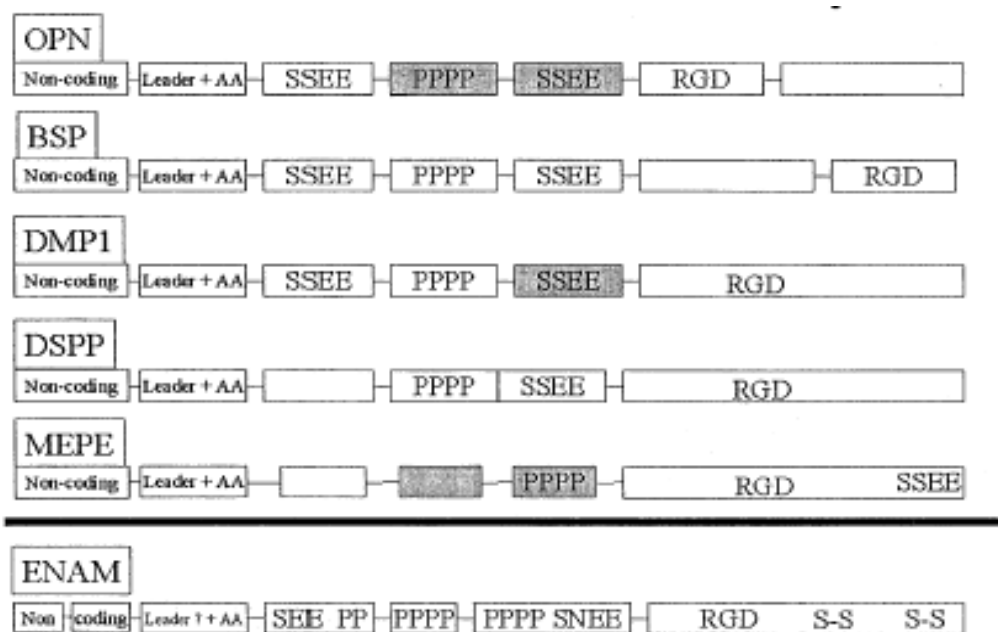 OPN
Non-coding Leader + AA SSEE PPPP SSEE RGD
BSP
Non-coding Leader + AA SSEE PPPP SSEE RGD
DMP1
Non-coding Leader + AA SSEE PPPP SSEE RGD
DSPP
Non-coding Leader + AA PPPP SSEE RGD
MEPE
Non-coding Leader + AA PPPP RGD SSEE
ENAM
Non coding Leader ? + AA SEE PP PPPP PPPP SNEE RGD S-S S-S